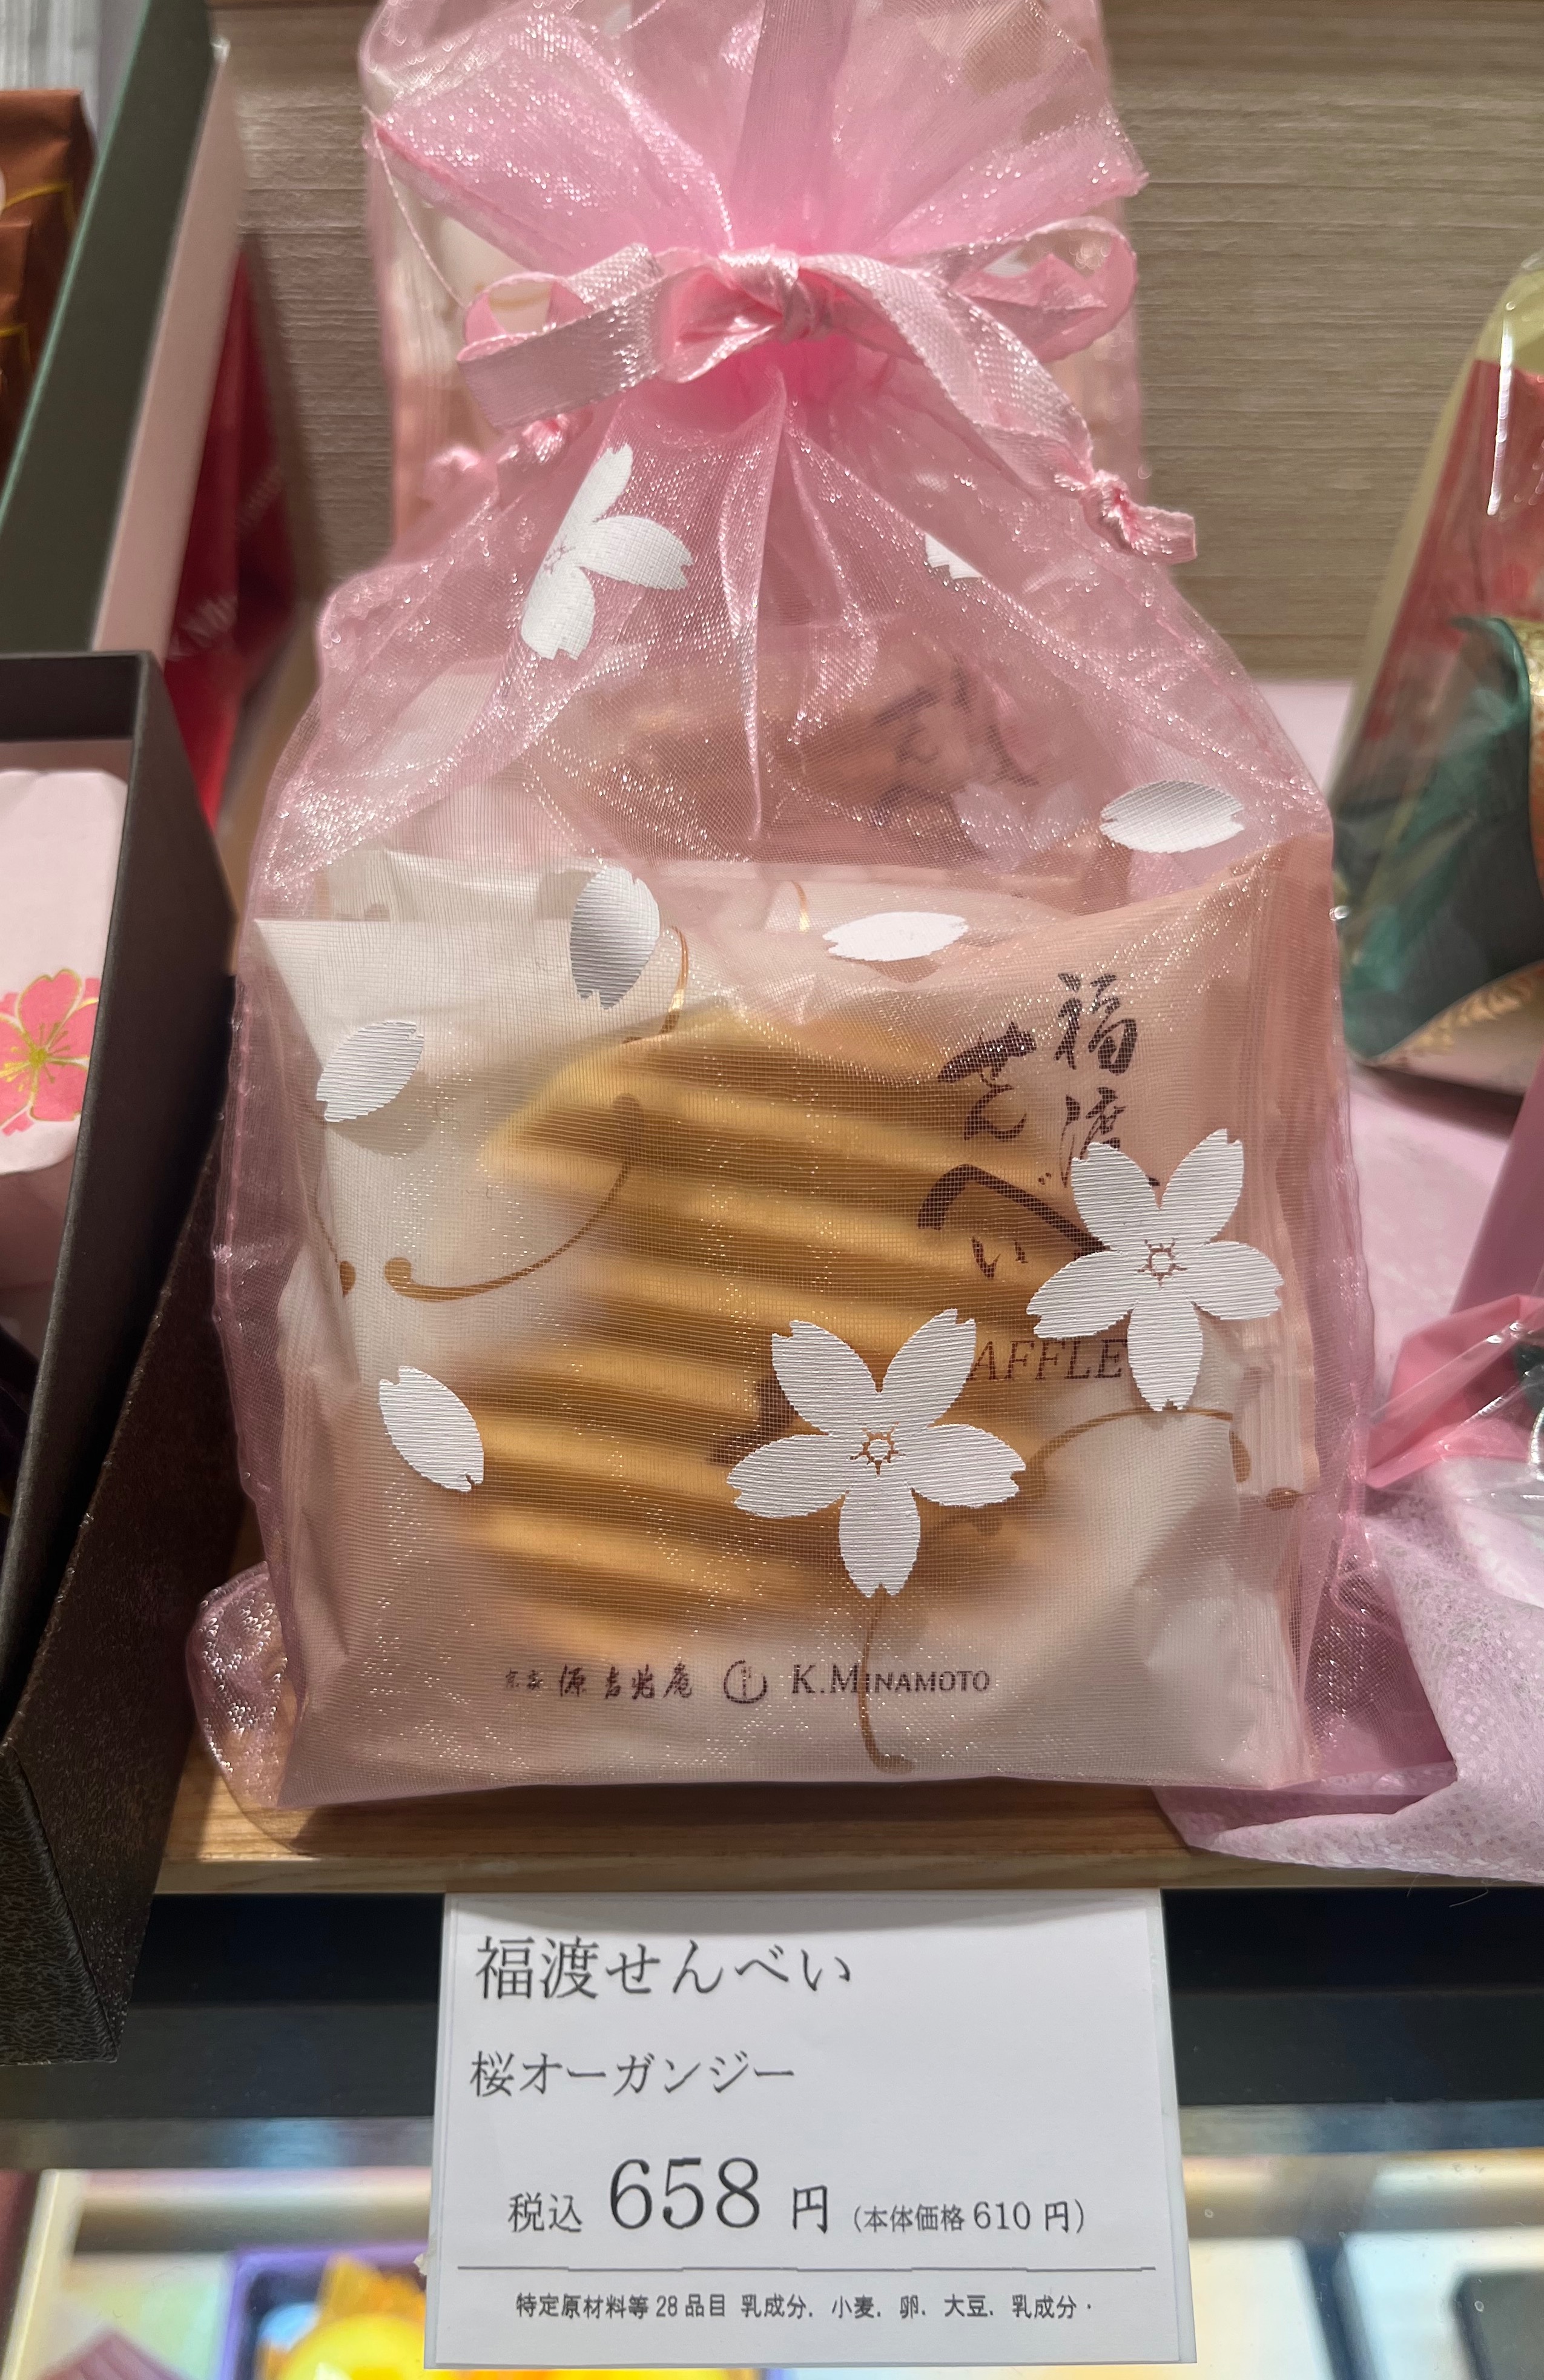 福渡
せんべい
AFFLE
源吉兆庵 K.MINAMOTO
福渡せんべい
桜オーガンジー
税込 658 円 (本体価格 610 円)
特定原材料等 28 品目 乳成分、小麦、卵、大豆、乳成分・